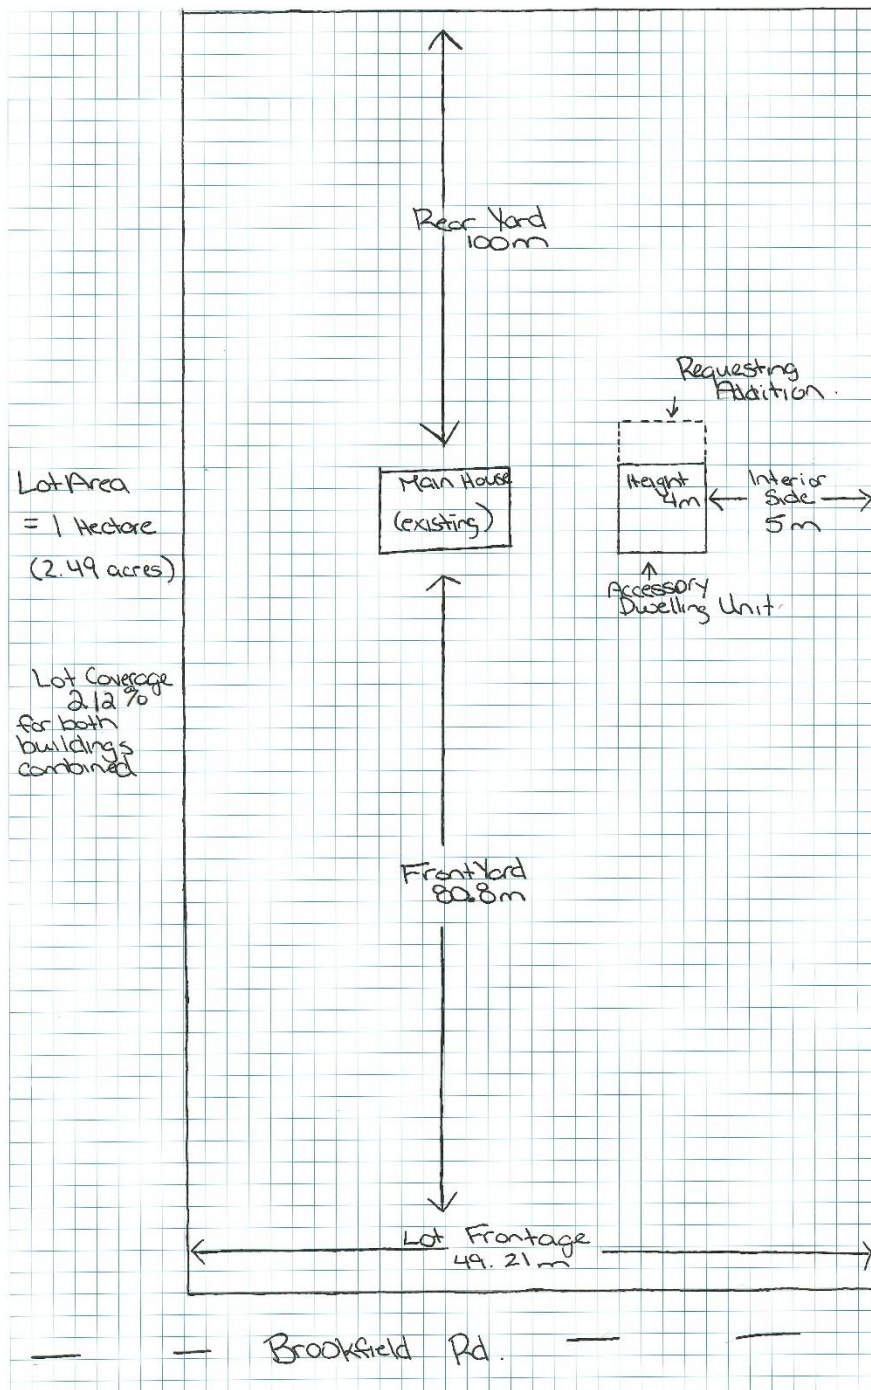 Rear Yard
100m
Requesting
Addition.
Lot Area
= 1 Hectare
(2.49 acres)
Main House
(existing)
Height
4m
Interior
Side
5m
Accessory
Dwelling Unit.
Lot Coverage
2.12%
for both
buildings
combined
Front Yard
80.8m
Lot Frontage
49.21m
Brookfield Rd.